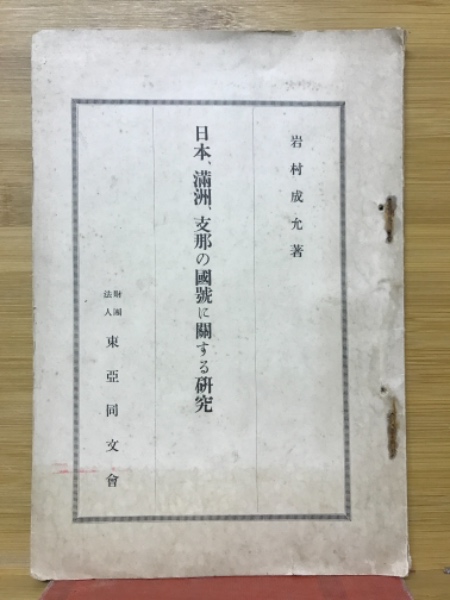 岩村成允著
日本、滿洲、支那の國號に關する研究
財團法人 東亞同文會